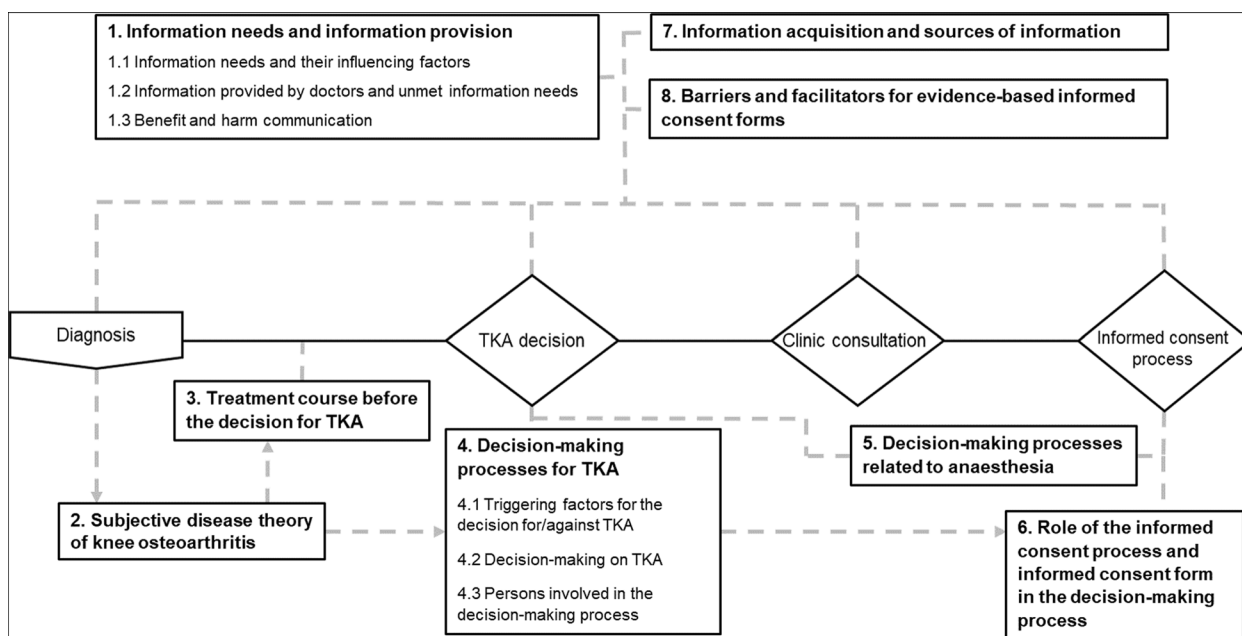 1. Information needs and information provision
1.1 Information needs and their influencing factors
1.2 Information provided by doctors and unmet information needs
1.3 Benefit and harm communication
7. Information acquisition and sources of information
8. Barriers and facilitators for evidence-based informed
consent forms
Diagnosis
TKA decision
Clinic consultation
Informed consent
process
3. Treatment course before
the decision for TKA
2. Subjective disease theory
of knee osteoarthritis
4. Decision-making
processes for TKA
4.1 Triggering factors for the
decision for/against TKA
4.2 Decision-making on TKA
4.3 Persons involved in the
decision-making process
5. Decision-making processes
related to anaesthesia
6. Role of the informed
consent process and
informed consent form
in the decision-making
process